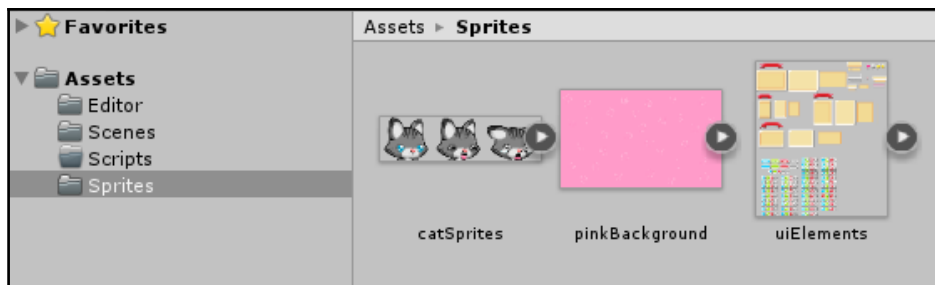 Favorites
Assets
Editor
Scenes
Scripts
Sprites
Assets ▸ Sprites
catSprites
pinkBackground
uiElements